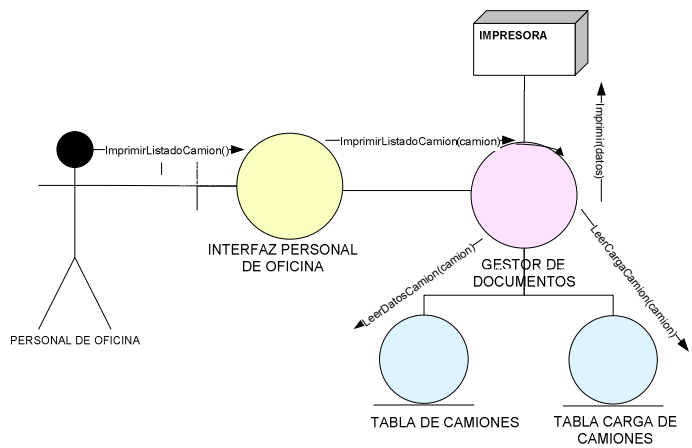 IMPRESORA
ImprimirListadoCamion()
ImprimirListadoCamion(camion)
Imprimir(datos)
INTERFAZ PERSONAL
DE OFICINA
GESTOR DE
DOCUMENTOS
LeerDatosCamion(camion)
LeerCargaCamion(camion)
PERSONAL DE OFICINA
TABLA DE CAMIONES
TABLA CARGA DE
CAMIONES